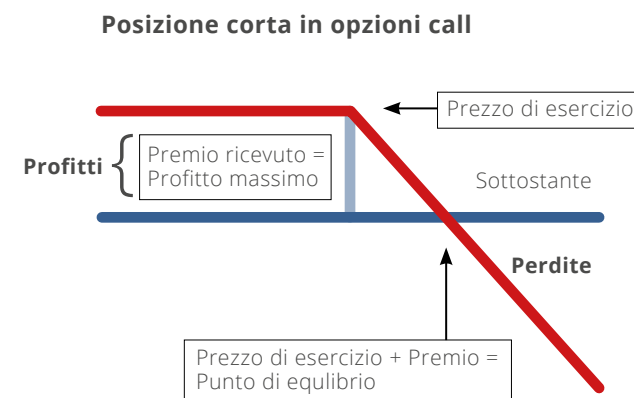 Posizione corta in opzioni call
Prezzo di esercizio
Profitti
Premio ricevuto =
Profitto massimo
Sottostante
Perdite
Prezzo di esercizio + Premio =
Punto di equlibrio